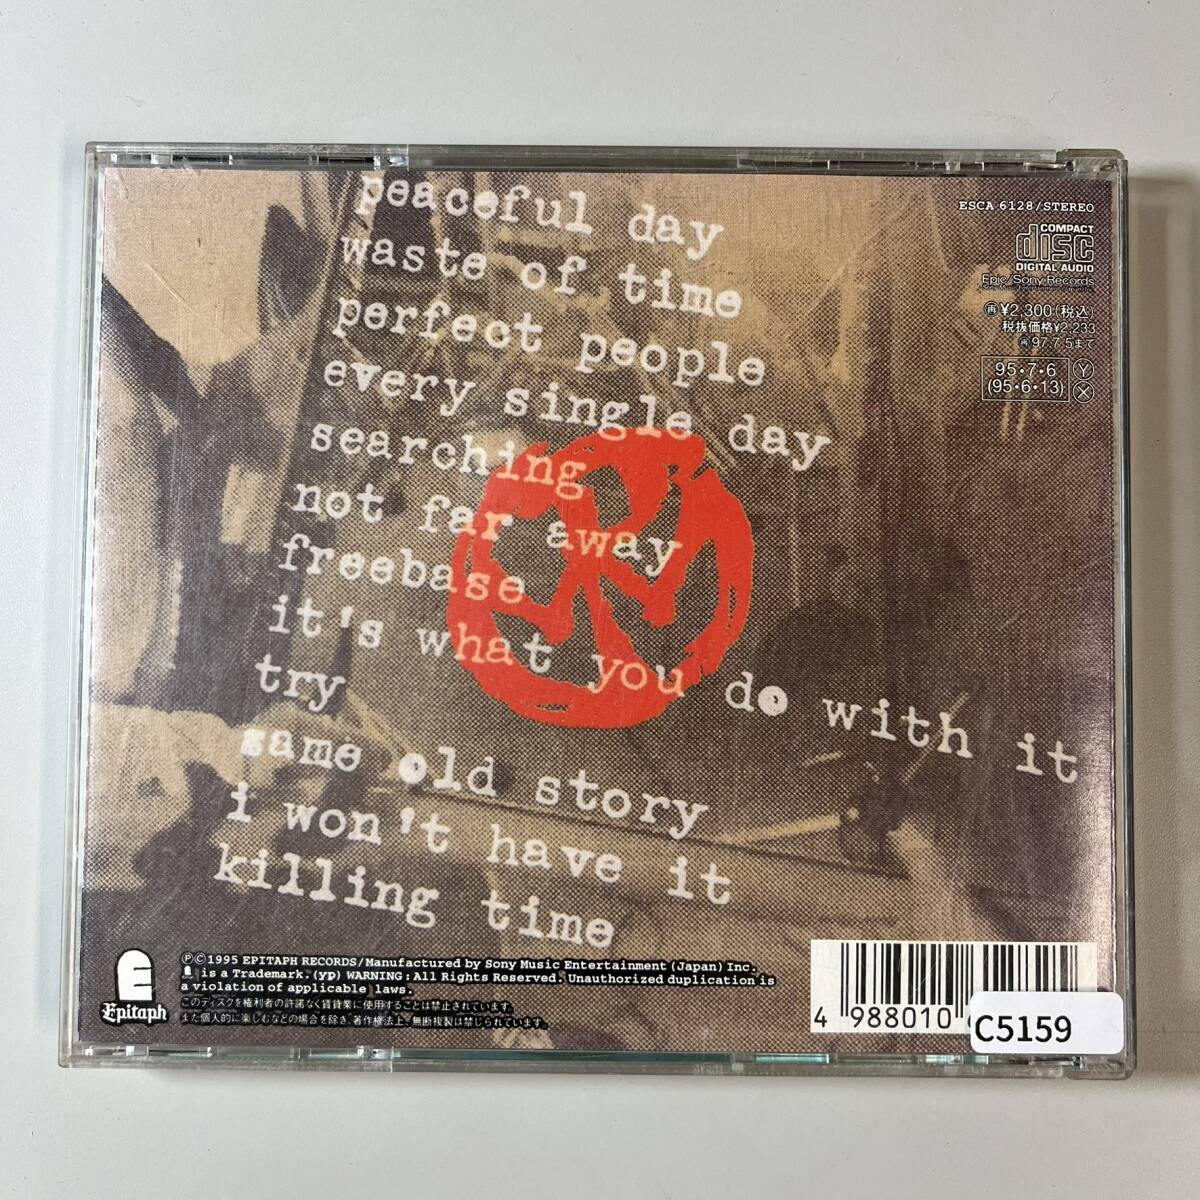 peaceful day
waste of time
perfect people
every single day
searching
not far away
freebase
it's what you do with it
try
same old story
i won't have it
killing time
ESCA 6128/STEREO
COMPACT
disc
DIGITAL AUDIO
Epic/Sony Records
再¥2,300(税込)
税抜価格¥2,233
再97.7.5まで
95・7・6 Y
(95・6・13) X
E
Epitaph
ⓅⒸ1995 EPITAPH RECORDS/Manufactured by Sony Music Entertainment (Japan) Inc.
is a Trademark. (yp) WARNING: All Rights Reserved. Unauthorized duplication is
a violation of applicable laws.
このディスクを権利者の許諾なく賃貸業に使用することは禁止されています。
また個人的に楽しむなどの場合を除き、著作権法上、無断複製は禁じられています。
4 988010
C5159